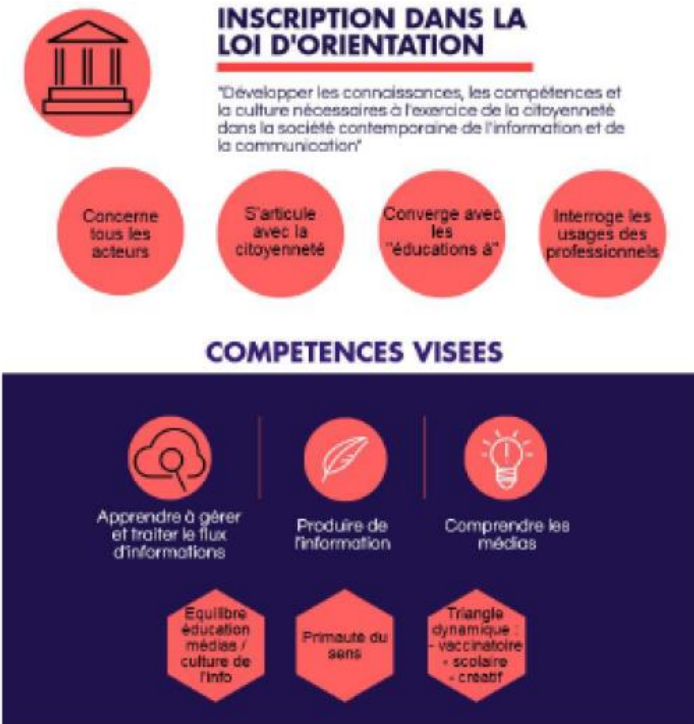 INSCRIPTION DANS LA
LOI D'ORIENTATION
"Développer les connaissances, les compétences et
la culture nécessaires à l'exercice de la citoyenneté
dans la société contemporaine de l'information et de
la communication"
Concerne
tous les
acteurs
S'articule
avec la
citoyenneté
Converge avec
les
"éducations à"
Interroge les
usages des
professionnels
COMPETENCES VISEES
Apprendre à gérer
et traiter le flux
d'informations
Produire de
l'information
Comprendre les
médias
Equilibre
éducation
médias /
culture de
l'info
Primauté du
sens
Triangle
dynamique :
- vaccinatoire
- scolaire
- créatif